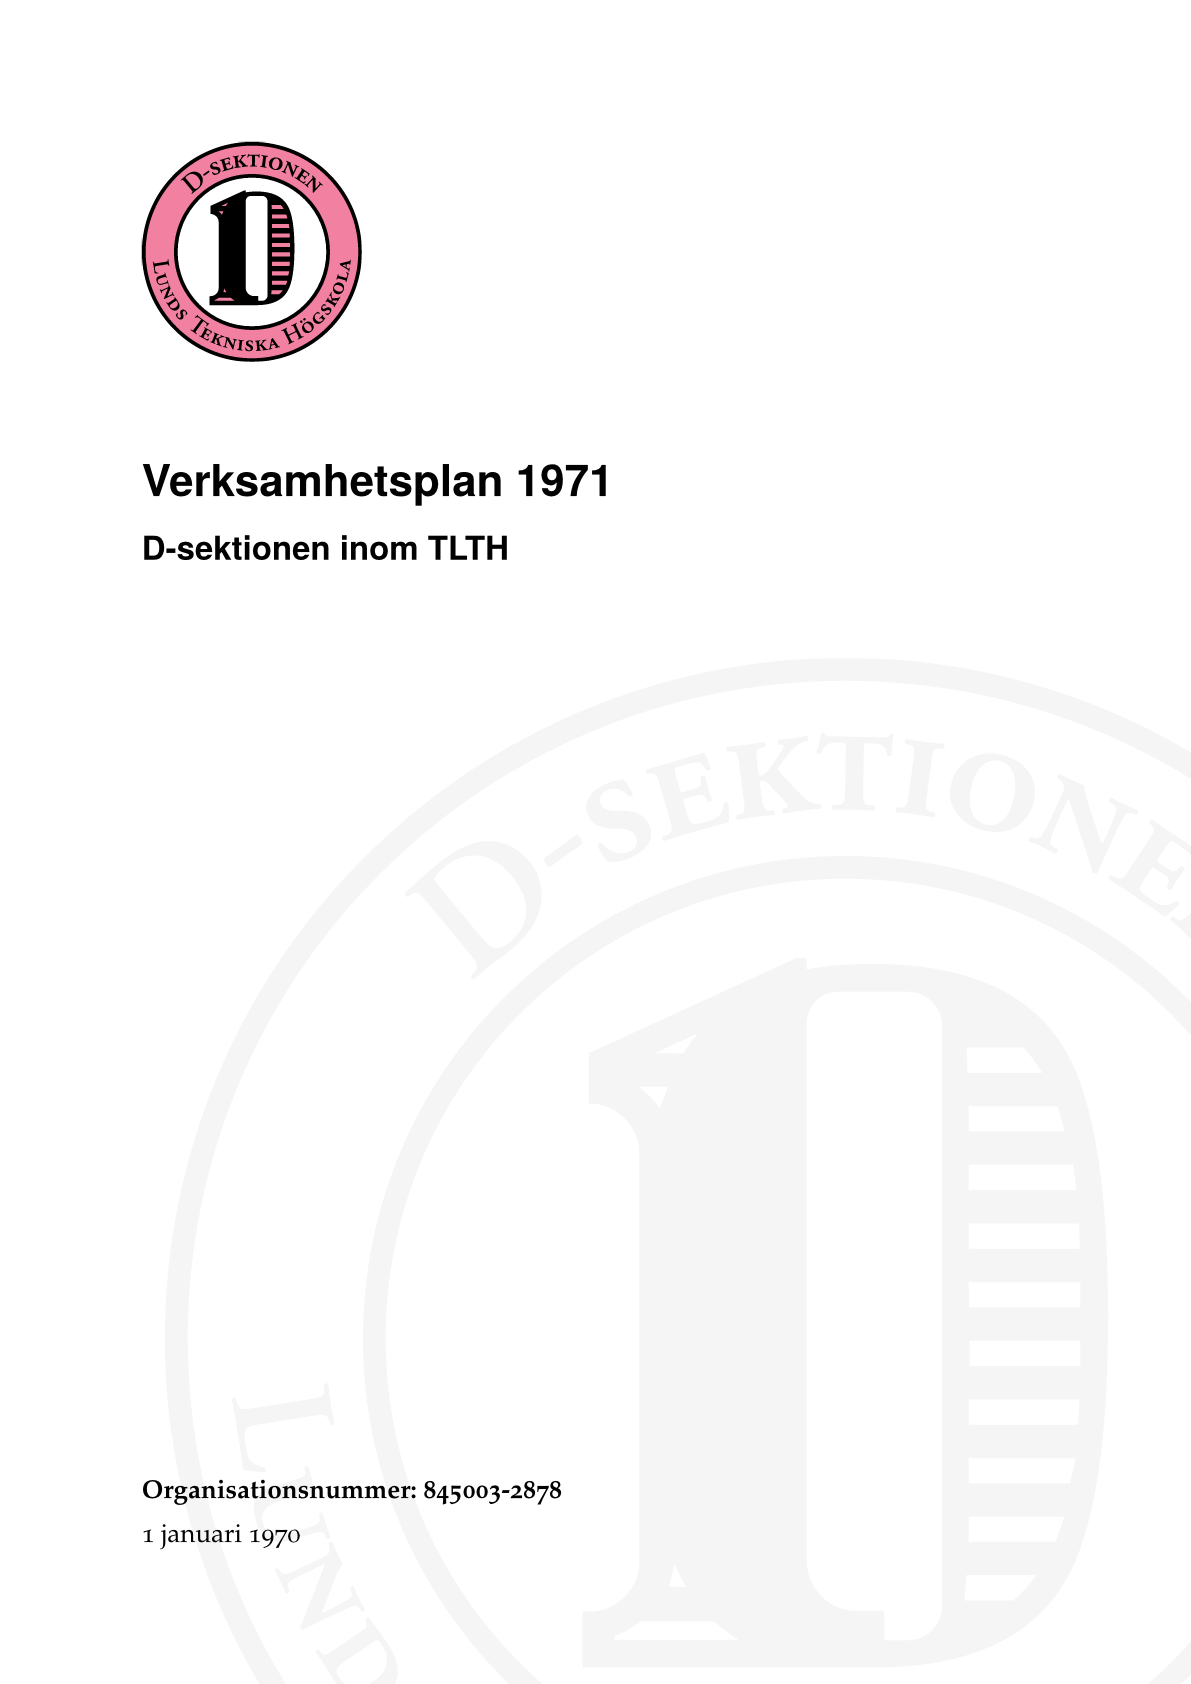 D-SEKTIONEN
LUNDS TEKNISKA HÖGSKOLA
Verksamhetsplan 1971
D-sektionen inom TLTH
D-SEKTIONEN
LUND
Organisationsnummer: 845003-2878
1 januari 1970